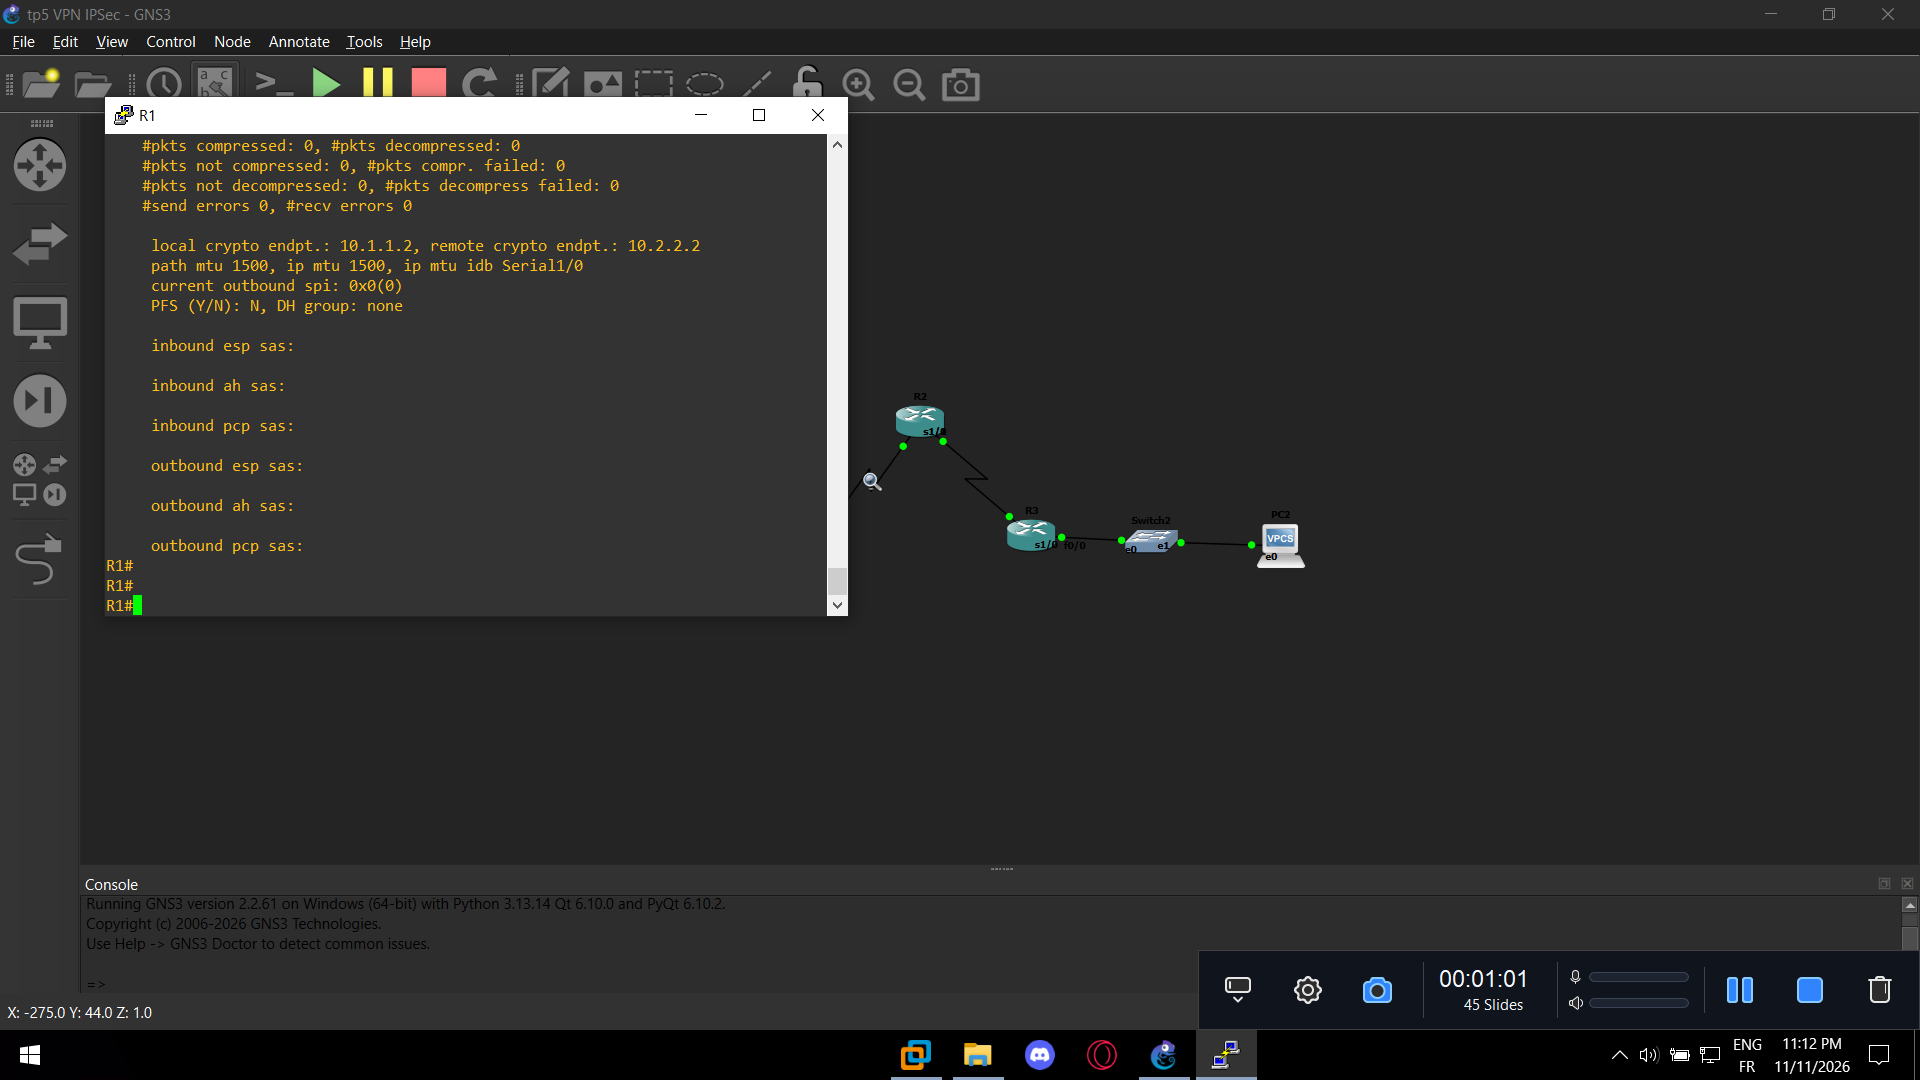 tp5 VPN IPSec - GNS3
File Edit View Control Node Annotate Tools Help
R1
#pkts compressed: 0, #pkts decompressed: 0
#pkts not compressed: 0, #pkts compr. failed: 0
#pkts not decompressed: 0, #pkts decompress failed: 0
#send errors 0, #recv errors 0
local crypto endpt.: 10.1.1.2, remote crypto endpt.: 10.2.2.2
path mtu 1500, ip mtu 1500, ip mtu idb Serial1/0
current outbound spi: 0x0(0)
PFS (Y/N): N, DH group: none
inbound esp sas:
inbound ah sas:
inbound pcp sas:
outbound esp sas:
outbound ah sas:
outbound pcp sas:
R1#
R1#
R1#
R2
s1/
R3
s1/0 f0/0
Switch2
e0 e1
PC2
VPCS
e0
Console
Running GNS3 version 2.2.61 on Windows (64-bit) with Python 3.13.14 Qt 6.10.0 and PyQt 6.10.2.
Copyright (c) 2006-2026 GNS3 Technologies.
Use Help -> GNS3 Doctor to detect common issues.
=>
X: -275.0 Y: 44.0 Z: 1.0
00:01:01
45 Slides
ENG
FR
11:12 PM
11/11/2026